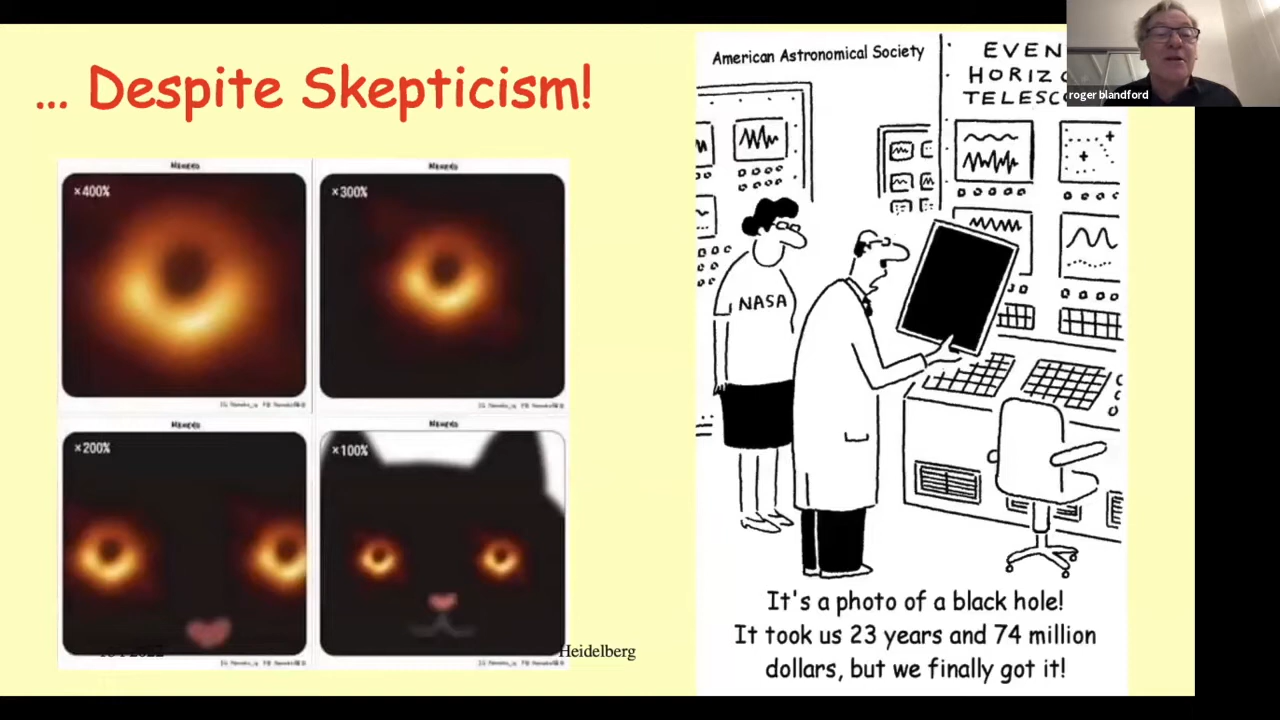 ... Despite Skepticism!
×400%
×300%
×200%
×100%
Heidelberg
American Astronomical Society
EVEN
HORIZO
TELESC
NASA
It's a photo of a black hole!
It took us 23 years and 74 million
dollars, but we finally got it!
roger blandford